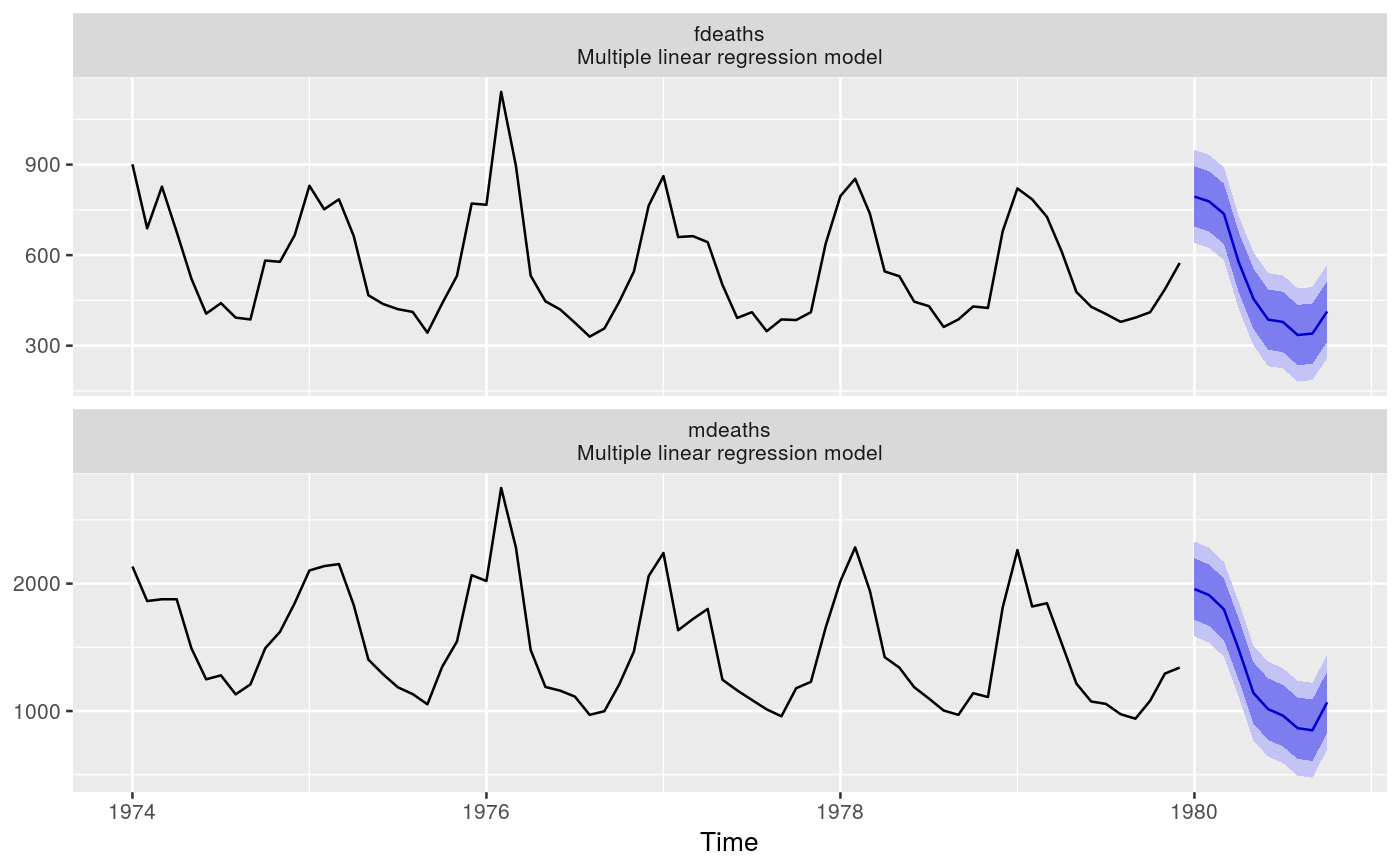 fdeaths
Multiple linear regression model
900
600
300
mdeaths
Multiple linear regression model
2000
1000
1974 1976 1978 1980
Time